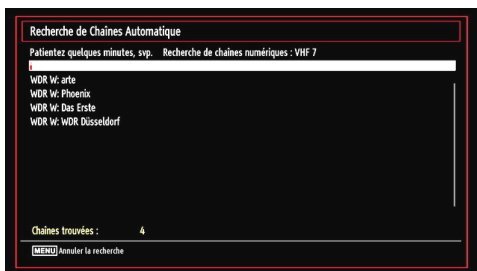 Recherche de Chaînes Automatique
Patientez quelques minutes, svp. Recherche de chaînes numériques : VHF 7
WDR W: arte
WDR W: Phoenix
WDR W: Das Erste
WDR W: WDR Düsseldorf
Chaînes trouvées : 4
MENU Annuler la recherche